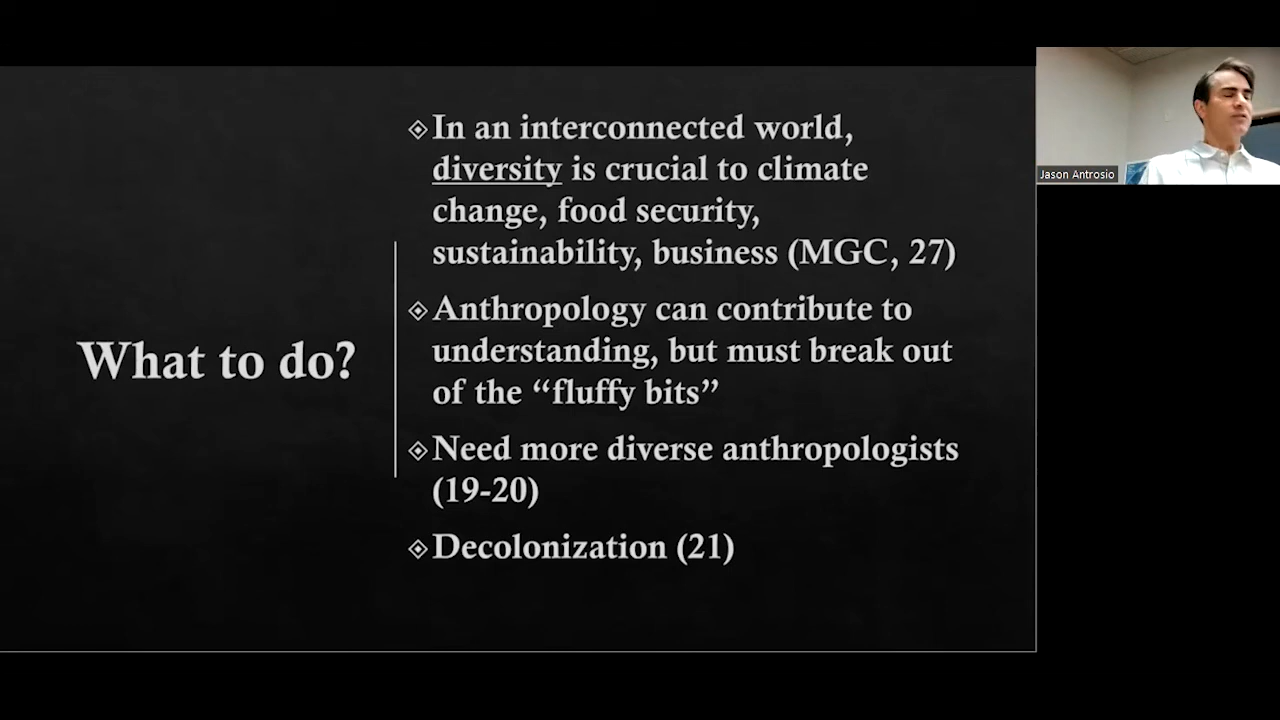 What to do?
In an interconnected world,
diversity is crucial to climate
change, food security,
sustainability, business (MGC, 27)
Anthropology can contribute to
understanding, but must break out
of the “fluffy bits”
Need more diverse anthropologists
(19-20)
Decolonization (21)
Jason Antrosio